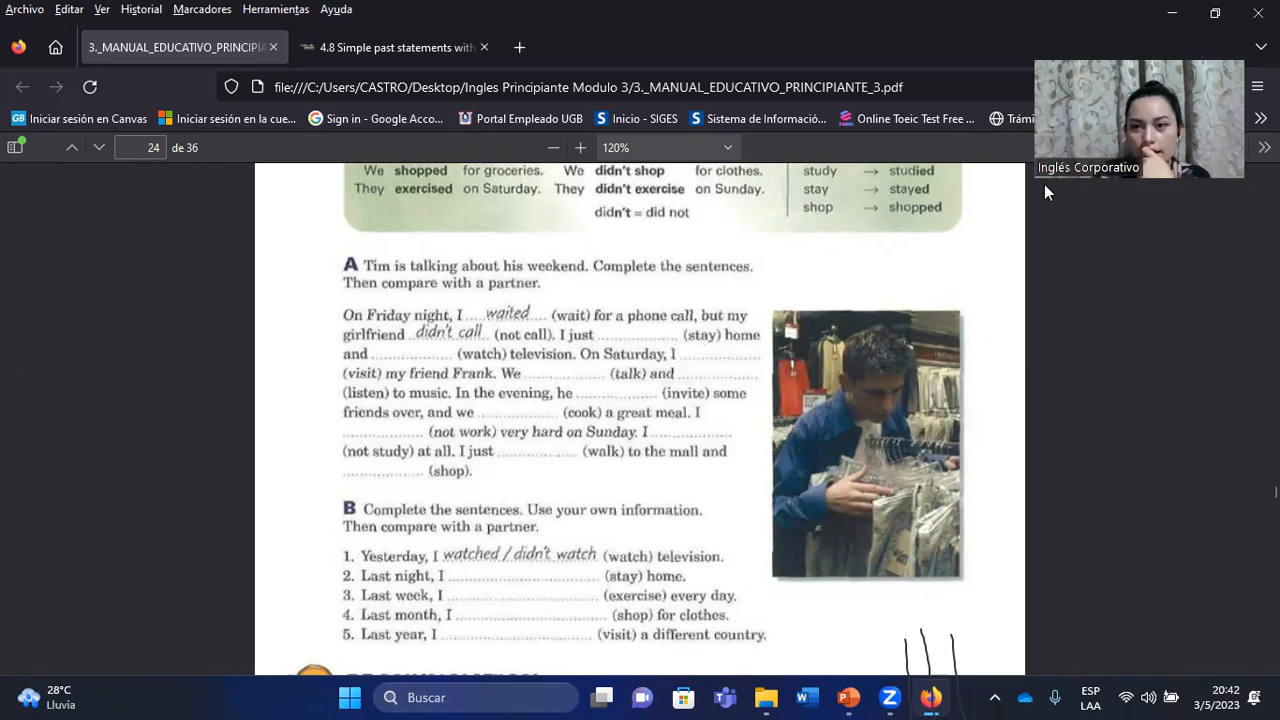 Archivo Editar Ver Historial Marcadores Herramientas Ayuda
3._MANUAL_EDUCATIVO_PRINCIPIA
4.8 Simple past statements with
file:///C:/Users/CASTRO/Desktop/Ingles Principiante Modulo 3/3._MANUAL_EDUCATIVO_PRINCIPIANTE_3.pdf
Iniciar sesión en Canvas
Iniciar sesión en la cue...
Sign in - Google Acco...
Portal Empleado UGB
Inicio - SIGES
Sistema de Informació...
Online Toeic Test Free ...
Trámi
24 de 36
120%
Inglés Corporativo
We shopped for groceries. We didn't shop for clothes. study → studied
They exercised on Saturday. They didn't exercise on Sunday. stay → stayed
didn't = did not shop → shopped
A Tim is talking about his weekend. Complete the sentences.
Then compare with a partner.
On Friday night, I waited (wait) for a phone call, but my
girlfriend didn't call (not call). I just ................ (stay) home
and ................ (watch) television. On Saturday, I ................
(visit) my friend Frank. We ................ (talk) and ................
(listen) to music. In the evening, he ................ (invite) some
friends over, and we ................ (cook) a great meal. I
................ (not work) very hard on Sunday. I ................
(not study) at all. I just ................ (walk) to the mall and
................ (shop).
B Complete the sentences. Use your own information.
Then compare with a partner.
1. Yesterday, I watched / didn't watch (watch) television.
2. Last night, I ................ (stay) home.
3. Last week, I ................ (exercise) every day.
4. Last month, I ................ (shop) for clothes.
5. Last year, I ................ (visit) a different country.
28°C
Lluvia
Buscar
ESP
LAA
20:42
3/5/2023